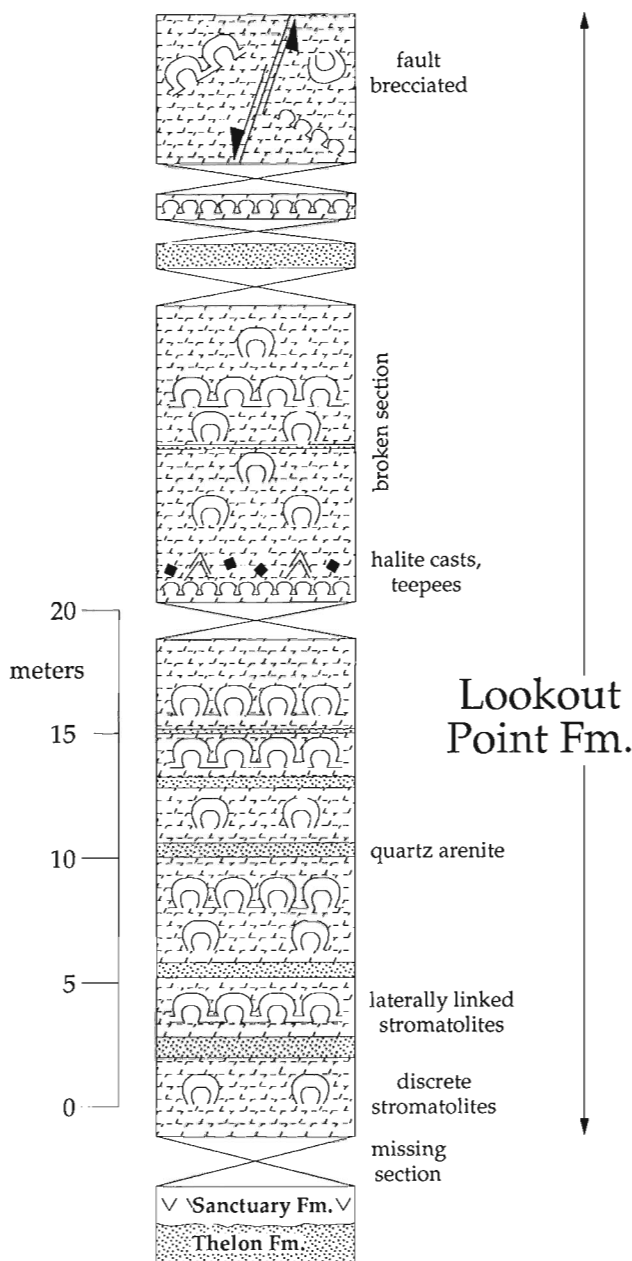 fault
brecciated
broken section
halite casts,
teepees
20
meters
15
Lookout
Point Fm.
10
quartz arenite
5
laterally linked
stromatolites
0
discrete
stromatolites
missing
section
Sanctuary Fm.
Thelon Fm.